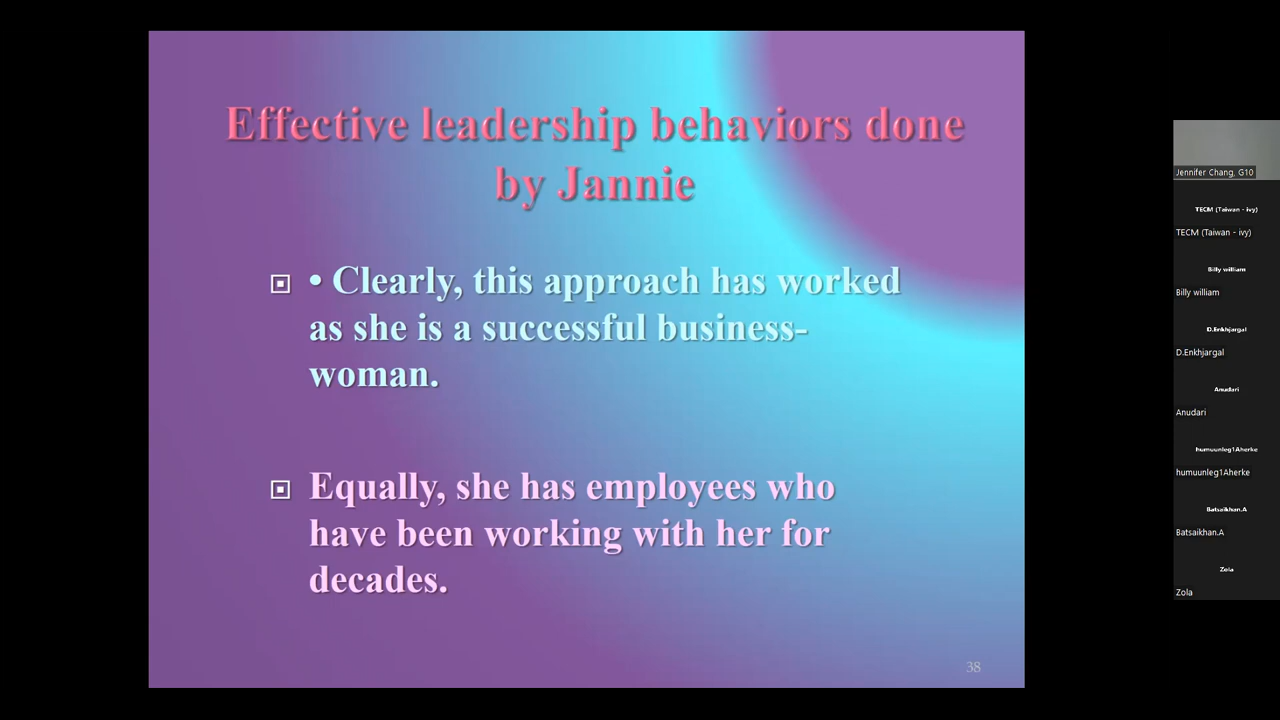 Effective leadership behaviors done
by Jannie
• Clearly, this approach has worked
as she is a successful business-
woman.
Equally, she has employees who
have been working with her for
decades.
38
Jennifer Chang, G10
TECM (Taiwan - ivy)
TECM (Taiwan - ivy)
Billy william
Billy william
D.Enkhjargal
D.Enkhjargal
Anudari
Anudari
humuunleg1Aherke
humuunleg1Aherke
Batsaikhan.A
Batsaikhan.A
Zola
Zola